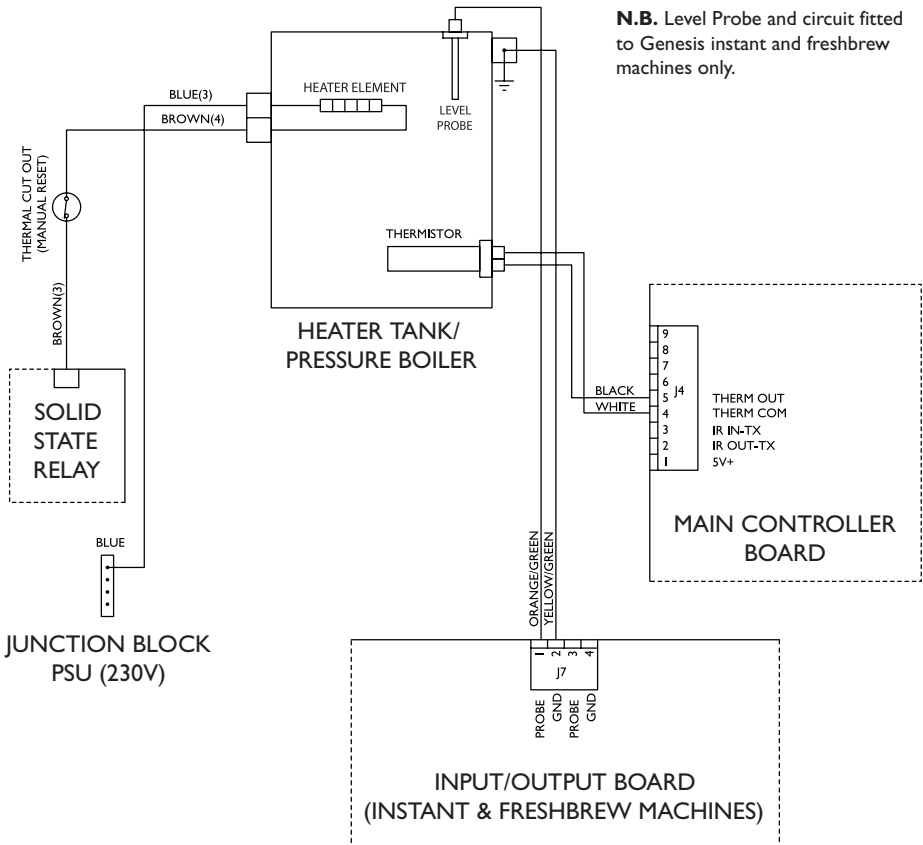 N.B. Level Probe and circuit fitted
to Genesis instant and freshbrew
machines only.
HEATER ELEMENT
LEVEL
PROBE
BLUE(3)
BROWN(4)
THERMAL CUT OUT
(MANUAL RESET)
BROWN(3)
THERMISTOR
HEATER TANK/
PRESSURE BOILER
SOLID
STATE
RELAY
BLUE
JUNCTION BLOCK
PSU (230V)
BLACK
WHITE
9
8
7
6
5
4
3
2
1
J4
THERM OUT
THERM COM
IR IN-TX
IR OUT-TX
5V+
MAIN CONTROLLER
BOARD
ORANGE/GREEN
YELLOW/GREEN
1
2
3
4
J7
PROBE
GND
PROBE
GND
INPUT/OUTPUT BOARD
(INSTANT & FRESHBREW MACHINES)